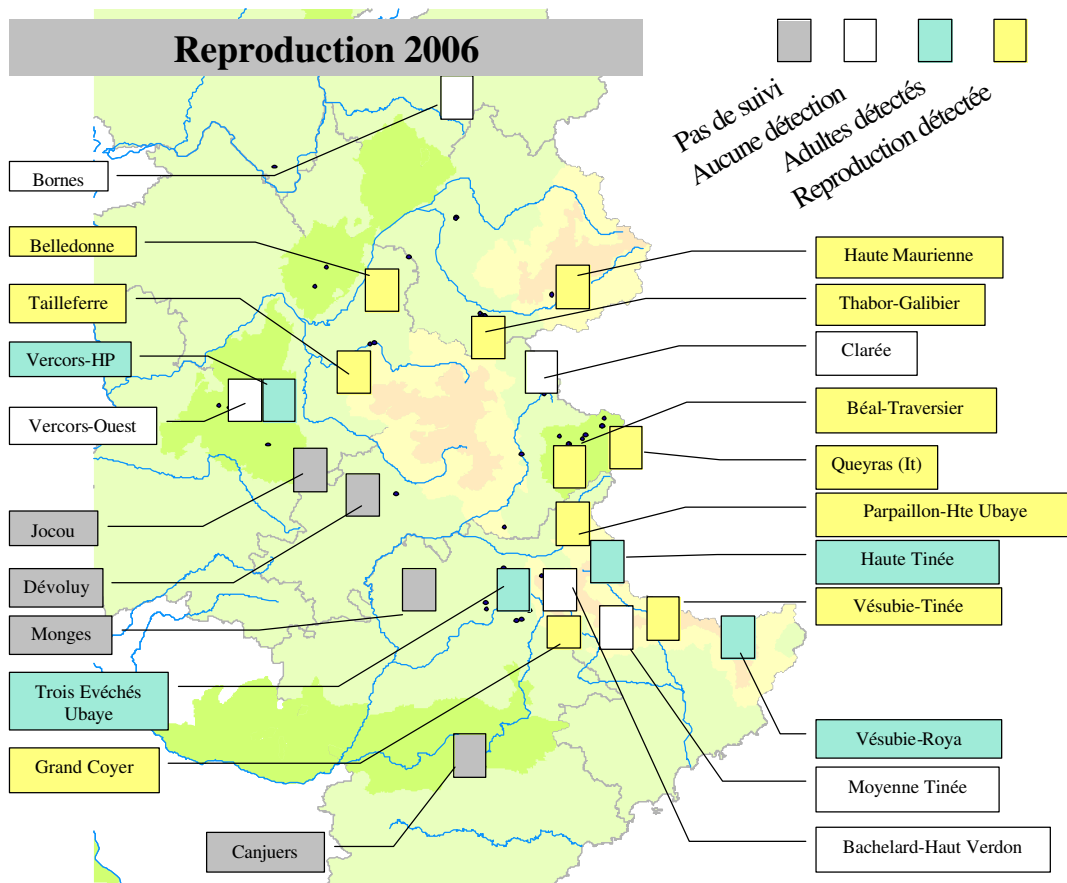 Reproduction 2006
Pas de suivi
Aucune détection
Adultes détectés
Reproduction détectée
Bornes
Belledonne
Tailleferre
Vercors-HP
Vercors-Ouest
Jocou
Dévoluy
Monges
Trois Evéchés
Ubaye
Grand Coyer
Canjuers
Haute Maurienne
Thabor-Galibier
Clarée
Béal-Traversier
Queyras (It)
Parpaillon-Hte Ubaye
Haute Tinée
Vésubie-Tinée
Vésubie-Roya
Moyenne Tinée
Bachelard-Haut Verdon